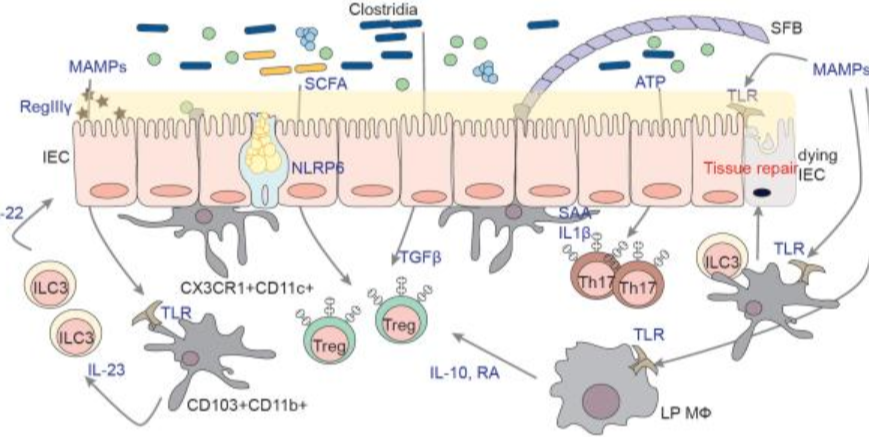 Clostridia
SFB
MAMPs
SCFA
ATP
MAMPs
TLR
RegIIIγ
IEC
NLRP6
Tissue repair
dying
IEC
-22
SAA
IL1β
TGFβ
ILC3
TLR
ILC3
CX3CR1+CD11c+
Th17
Th17
TLR
ILC3
Treg
Treg
TLR
IL-23
IL-10, RA
CD103+CD11b+
LP MΦ